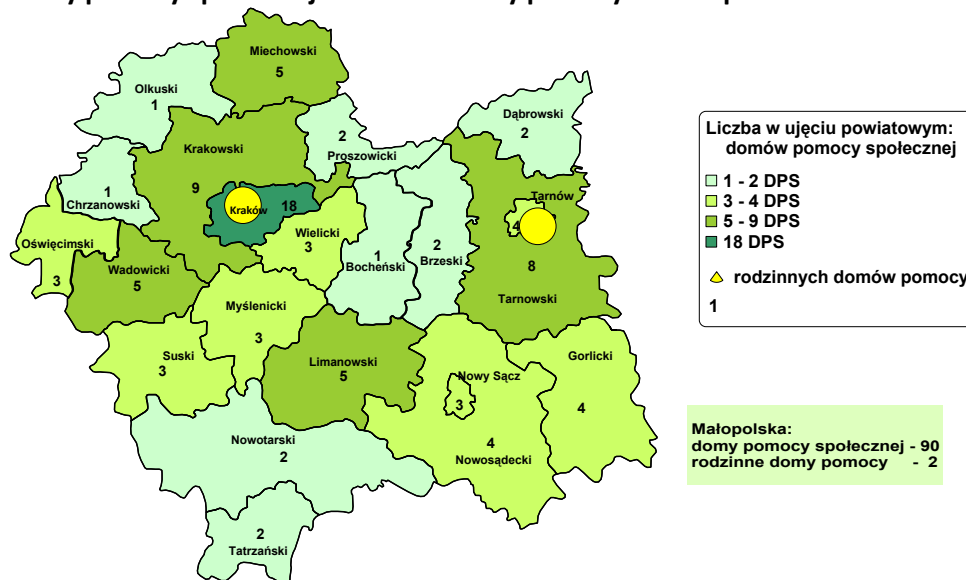 Miechowski
5
Olkuski
1
Dąbrowski
2
2
Proszowicki
Krakowski
9
1
Chrzanowski
Kraków
18
Tarnów
4
Oświęcimski
3
Wielicki
3
1
Bocheński
2
Brzeski
8
Tarnowski
Wadowicki
5
Myślenicki
3
Suski
3
Limanowski
5
Nowy Sącz
3
Gorlicki
4
4
Nowosądecki
Nowotarski
2
2
Tatrzański
Liczba w ujęciu powiatowym:
domów pomocy społecznej
1 - 2 DPS
3 - 4 DPS
5 - 9 DPS
18 DPS
rodzinnych domów pomocy
1
Małopolska:
domy pomocy społecznej - 90
rodzinne domy pomocy - 2